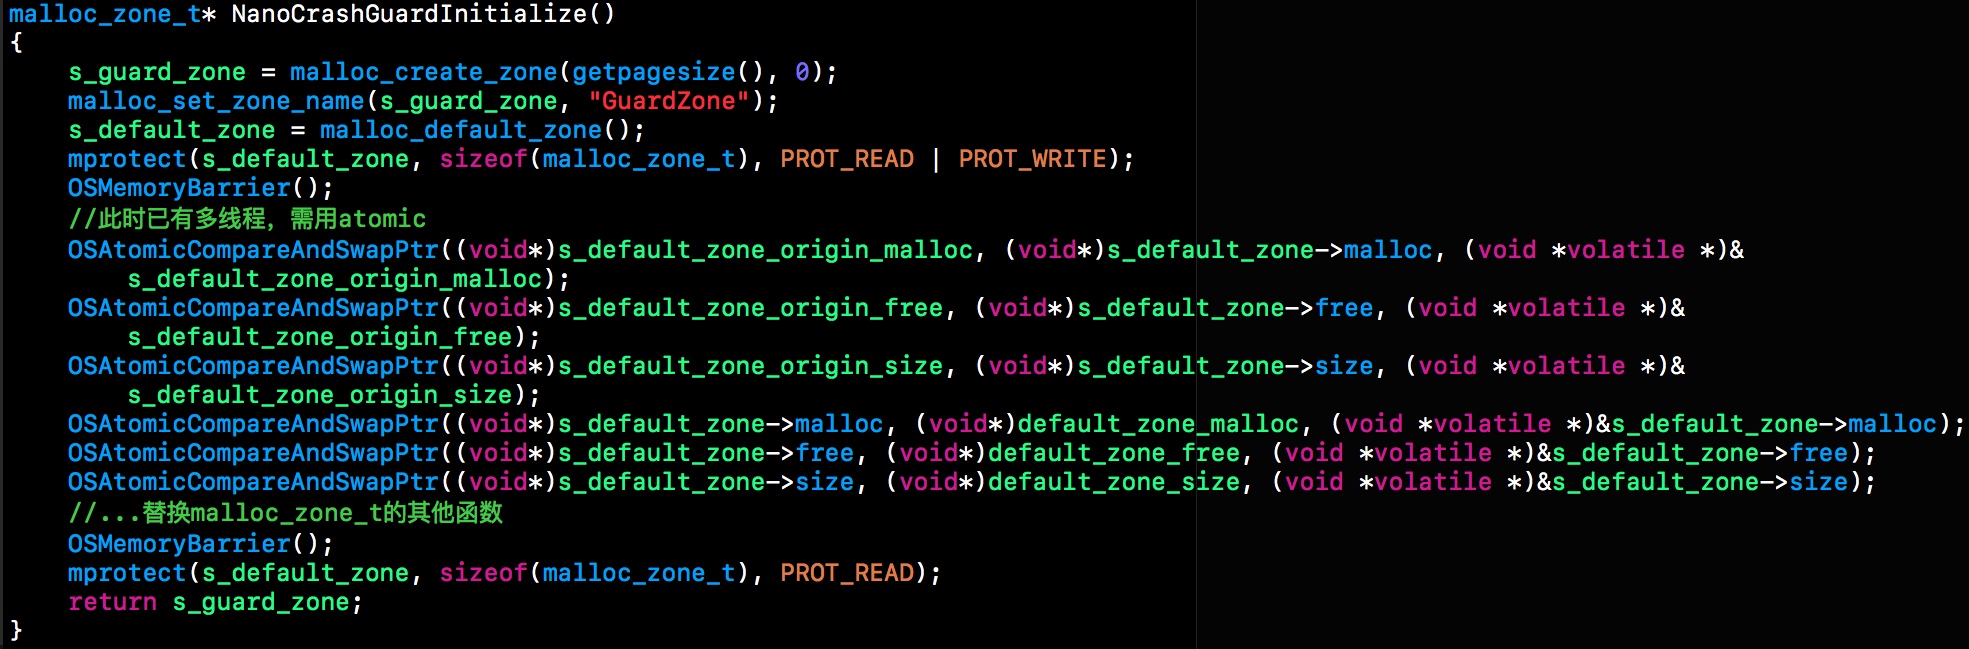 malloc_zone_t* NanoCrashGuardInitialize()
{
    s_guard_zone = malloc_create_zone(getpagesize(), 0);
    malloc_set_zone_name(s_guard_zone, "GuardZone");
    s_default_zone = malloc_default_zone();
    mprotect(s_default_zone, sizeof(malloc_zone_t), PROT_READ | PROT_WRITE);
    OSMemoryBarrier();
    //此时已有多线程，需用atomic
    OSAtomicCompareAndSwapPtr((void*)s_default_zone_origin_malloc, (void*)s_default_zone->malloc, (void *volatile *)&
        s_default_zone_origin_malloc);
    OSAtomicCompareAndSwapPtr((void*)s_default_zone_origin_free, (void*)s_default_zone->free, (void *volatile *)&
        s_default_zone_origin_free);
    OSAtomicCompareAndSwapPtr((void*)s_default_zone_origin_size, (void*)s_default_zone->size, (void *volatile *)&
        s_default_zone_origin_size);
    OSAtomicCompareAndSwapPtr((void*)s_default_zone->malloc, (void*)default_zone_malloc, (void *volatile *)&s_default_zone->malloc);
    OSAtomicCompareAndSwapPtr((void*)s_default_zone->free, (void*)default_zone_free, (void *volatile *)&s_default_zone->free);
    OSAtomicCompareAndSwapPtr((void*)s_default_zone->size, (void*)default_zone_size, (void *volatile *)&s_default_zone->size);
    //...替换malloc_zone_t的其他函数
    OSMemoryBarrier();
    mprotect(s_default_zone, sizeof(malloc_zone_t), PROT_READ);
    return s_guard_zone;
}